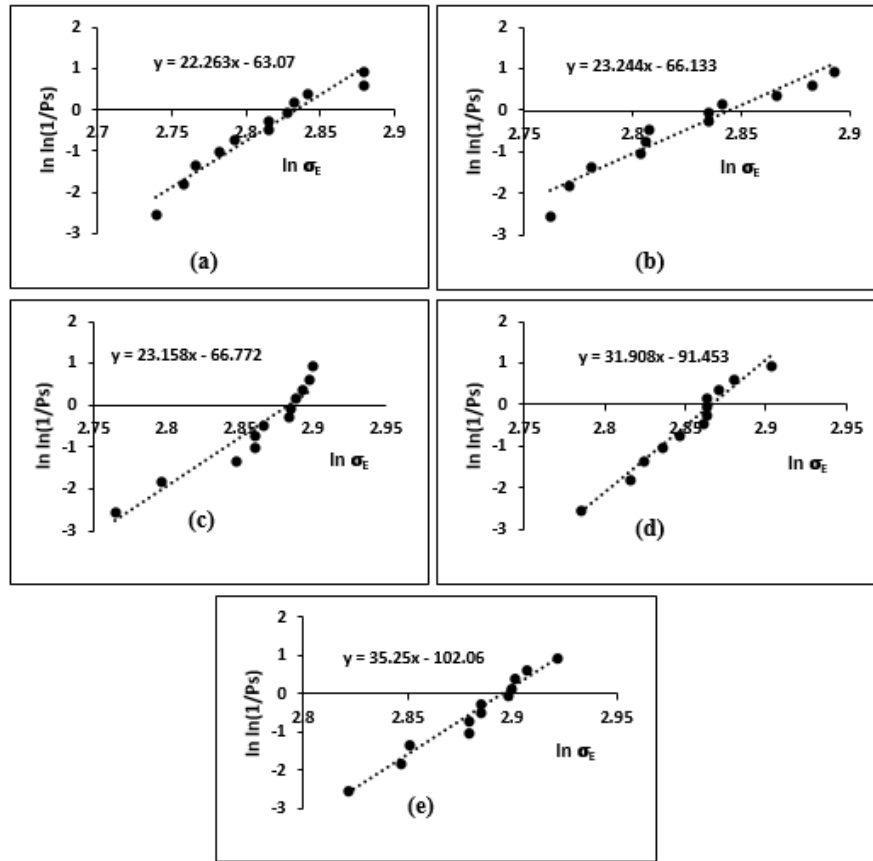 2
y = 22.263x - 63.07
1
0
2.7
2.75
2.8
2.85
2.9
-1
-2
-3
ln ln(1/Ps)
ln σE
(a)
2
y = 23.244x - 66.133
1
0
2.75
2.8
2.85
2.9
-1
-2
-3
ln ln(1/Ps)
ln σE
(b)
2
y = 23.158x - 66.772
1
0
2.75
2.8
2.85
2.9
2.95
-1
-2
-3
ln ln(1/Ps)
ln σE
(c)
2
y = 31.908x - 91.453
1
0
2.75
2.8
2.85
2.9
2.95
-1
-2
-3
ln ln(1/Ps)
ln σE
(d)
2
y = 35.25x - 102.06
1
0
2.8
2.85
2.9
2.95
-1
-2
-3
ln ln(1/Ps)
ln σE
(e)